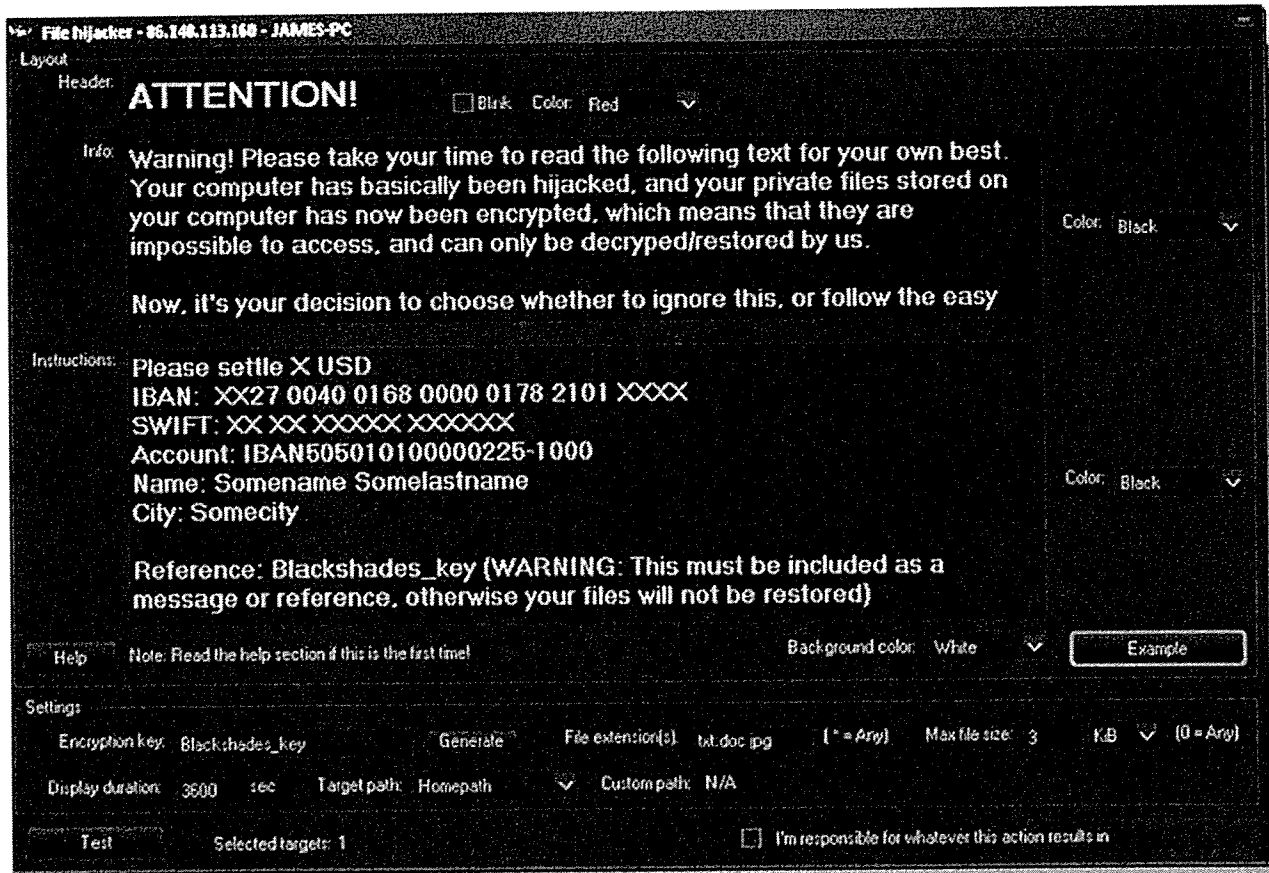 File hijacker - 86.148.113.160 - JAMES-PC
Layout
Header: ATTENTION! Blink Color: Red
Info: Warning! Please take your time to read the following text for your own best.
Your computer has basically been hijacked, and your private files stored on
your computer has now been encrypted, which means that they are
impossible to access, and can only be decryped/restored by us.
Color: Black
Now, it's your decision to choose whether to ignore this, or follow the easy
Instructions: Please settle X USD
IBAN: XX27 0040 0168 0000 0178 2101 XXXX
SWIFT: XX XX XXXXX XXXXXX
Account: IBAN505010100000225-1000
Name: Somename Somelastname
City: Somecity
Color: Black
Reference: Blackshades_key (WARNING: This must be included as a
message or reference, otherwise your files will not be restored)
Help Note: Read the help section if this is the first time! Background color: White Example
Settings
Encryption key: Blackshades_key Generate File extension(s) txt:doc:jpg (* = Any) Max file size: 3 KiB (0 = Any)
Display duration: 3600 sec Target path: Homepath Custom path: N/A
Test Selected targets: 1 I'm responsible for whatever this action results in